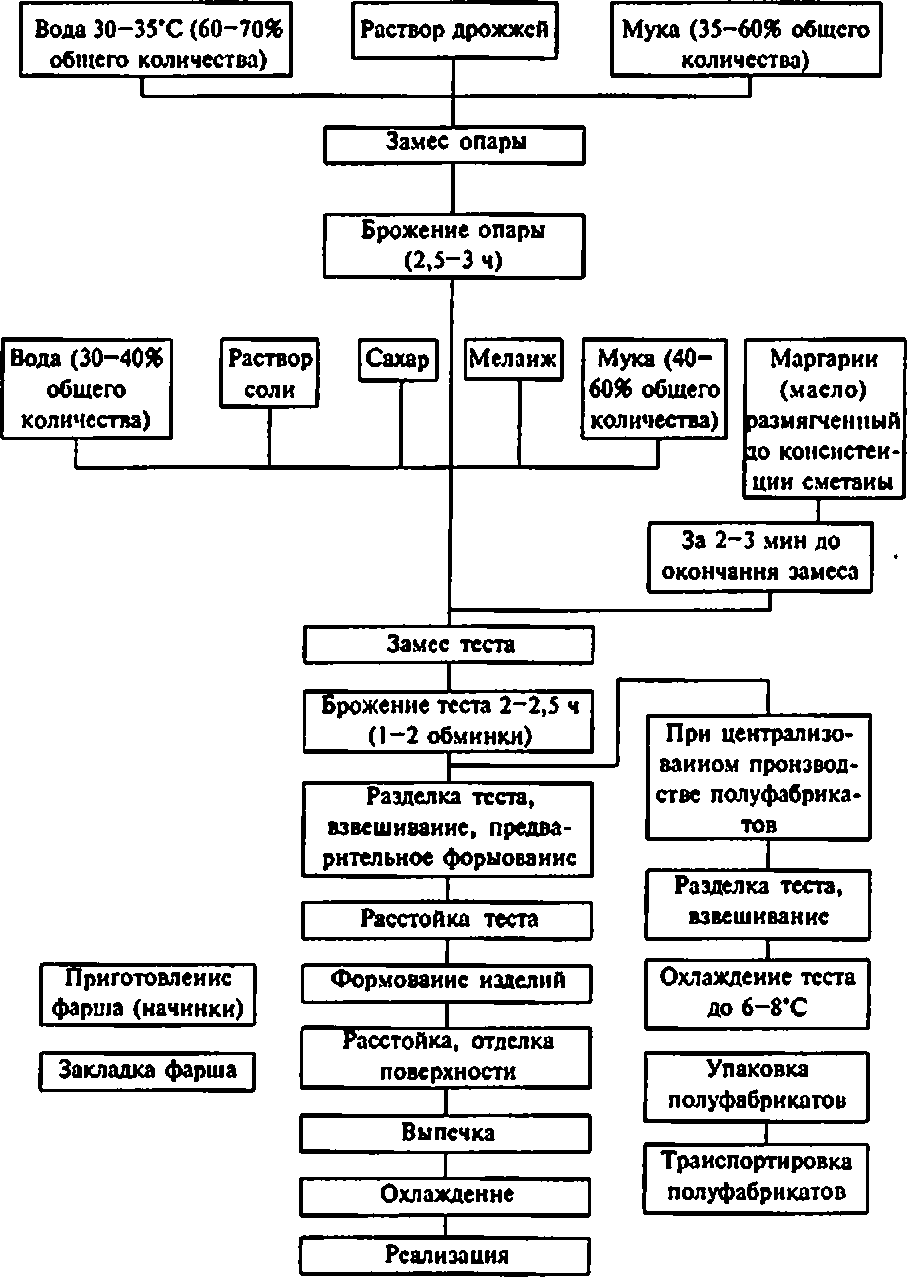 Вода 30–35°С (60–70%
общего количества)
Раствор дрожжей
Мука (35–60% общего
количества)
Замес опары
Брожение опары
(2,5–3 ч)
Вода (30–40%
общего
количества)
Раствор
соли
Сахар
Меланж
Мука (40–
60% общего
количества)
Маргарин
(масло)
размягченный
до консистен-
ции сметаны
За 2–3 мин до
окончания замеса
Замес теста
Брожение теста 2–2,5 ч
(1–2 обминки)
При централизо-
ванном производ-
стве полуфабрика-
тов
Разделка теста,
взвешивание, предва-
рительное формование
Разделка теста,
взвешивание
Расстойка теста
Приготовление
фарша (начинки)
Формование изделий
Охлаждение теста
до 6–8°С
Закладка фарша
Расстойка, отделка
поверхности
Упаковка
полуфабрикатов
Выпечка
Транспортировка
полуфабрикатов
Охлаждение
Реализация